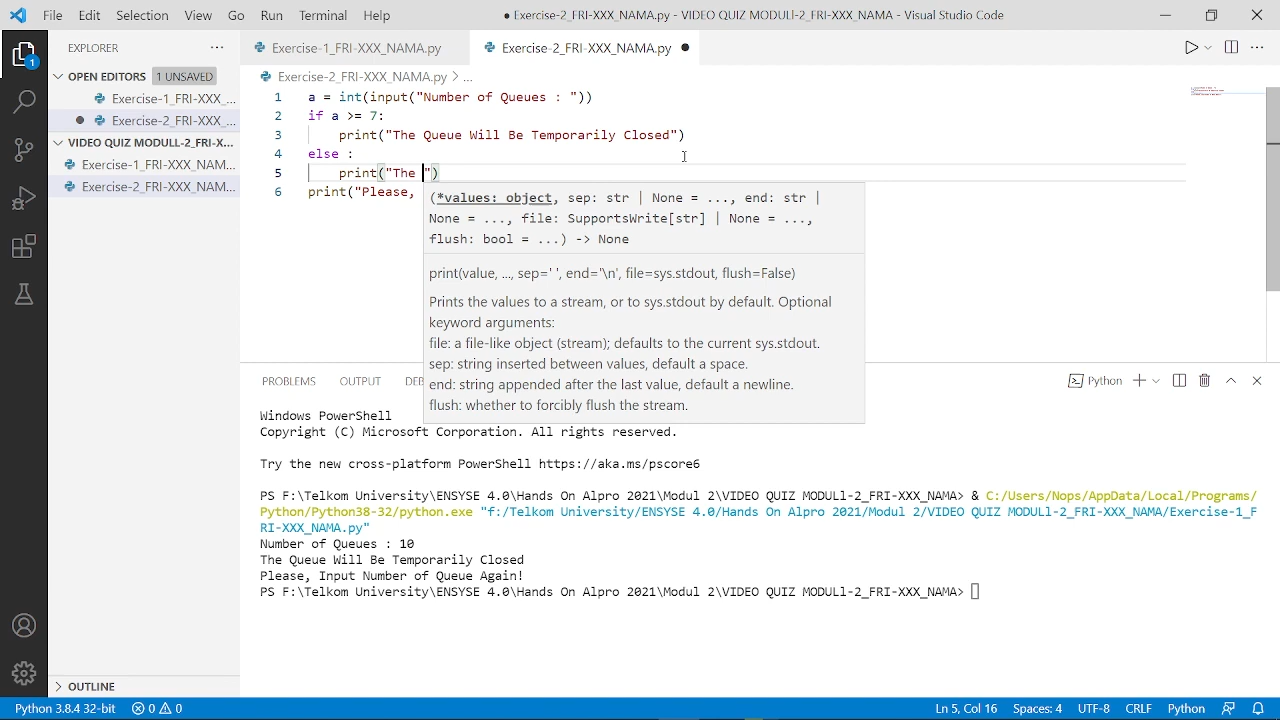 File Edit Selection View Go Run Terminal Help
● Exercise-2_FRI-XXX_NAMA.py - VIDEO QUIZ MODULl-2_FRI-XXX_NAMA - Visual Studio Code
EXPLORER ...
Exercise-1_FRI-XXX_NAMA.py
Exercise-2_FRI-XXX_NAMA.py ●
OPEN EDITORS 1 UNSAVED
Exercise-1_FRI-XXX_...
● Exercise-2_FRI-XXX_...
VIDEO QUIZ MODULL-2_FRI-X...
Exercise-1_FRI-XXX_NAM...
Exercise-2_FRI-XXX_NAM...
OUTLINE
1
Exercise-2_FRI-XXX_NAMA.py > ...
1 a = int(input("Number of Queues : "))
2 if a >= 7:
3 print("The Queue Will Be Temporarily Closed")
4 else :
5 print("The ")
6 print("Please,
(*values: object, sep: str | None = ..., end: str |
None = ..., file: SupportsWrite[str] | None = ...,
flush: bool = ...) -> None
print(value, ..., sep=' ', end='\n', file=sys.stdout, flush=False)
Prints the values to a stream, or to sys.stdout by default. Optional
keyword arguments:
file: a file-like object (stream); defaults to the current sys.stdout.
sep: string inserted between values, default a space.
end: string appended after the last value, default a newline.
flush: whether to forcibly flush the stream.
PROBLEMS OUTPUT DEB
Python
Windows PowerShell
Copyright (C) Microsoft Corporation. All rights reserved.
Try the new cross-platform PowerShell https://aka.ms/pscore6
PS F:\Telkom University\ENSYSE 4.0\Hands On Alpro 2021\Modul 2\VIDEO QUIZ MODULl-2_FRI-XXX_NAMA> & C:/Users/Nops/AppData/Local/Programs/
Python/Python38-32/python.exe "f:/Telkom University/ENSYSE 4.0/Hands On Alpro 2021/Modul 2/VIDEO QUIZ MODULl-2_FRI-XXX_NAMA/Exercise-1_F
RI-XXX_NAMA.py"
Number of Queues : 10
The Queue Will Be Temporarily Closed
Please, Input Number of Queue Again!
PS F:\Telkom University\ENSYSE 4.0\Hands On Alpro 2021\Modul 2\VIDEO QUIZ MODULl-2_FRI-XXX_NAMA>
Python 3.8.4 32-bit 0 0 Ln 5, Col 16 Spaces: 4 UTF-8 CRLF Python